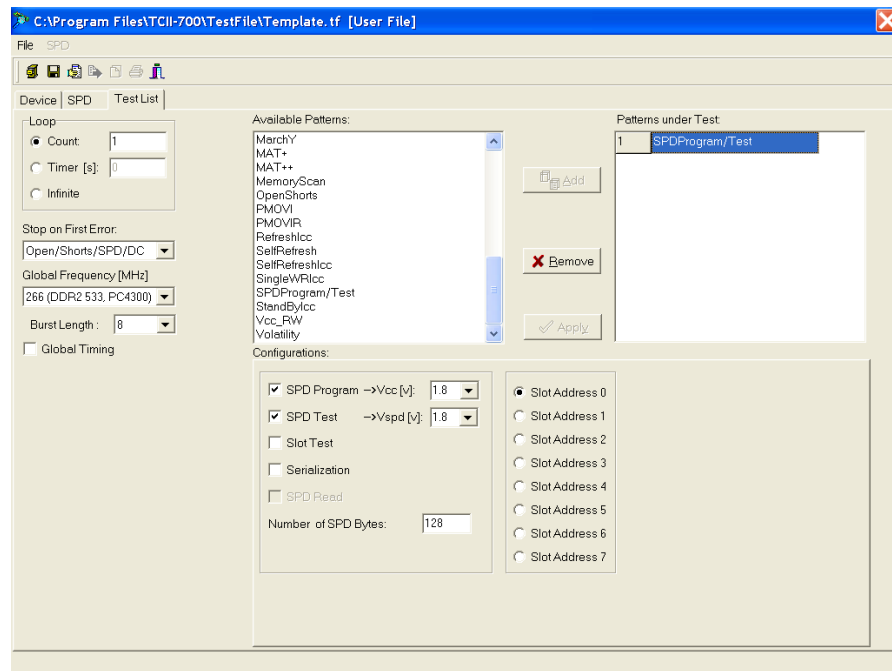 C:\Program Files\TCII-700\TestFile\Template.tf [User File]
File SPD
Device SPD Test List
Loop
Count: 1
Timer [s]: 0
Infinite
Stop on First Error:
Open/Shorts/SPD/DC
Global Frequency [MHz]
266 (DDR2 533, PC4300)
Burst Length : 8
Global Timing
Available Patterns:
MarchY
MAT+
MAT++
MemoryScan
OpenShorts
PMOVI
PMOVIR
RefreshIcc
SelfRefresh
SelfRefreshIcc
SingleWRIcc
SPDProgram/Test
StandByIcc
Vcc_RW
Volatility
Add
Remove
Apply
Patterns under Test:
1 SPDProgram/Test
Configurations:
SPD Program -->Vcc [v]: 1.8
SPD Test -->Vspd [v]: 1.8
Slot Test
Serialization
SPD Read
Number of SPD Bytes: 128
Slot Address 0
Slot Address 1
Slot Address 2
Slot Address 3
Slot Address 4
Slot Address 5
Slot Address 6
Slot Address 7